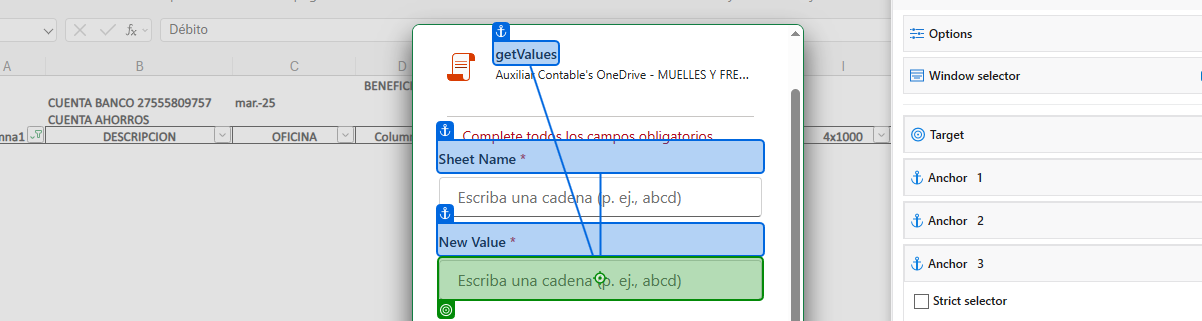 Débito
fx
A B C D I
BENEFIC
CUENTA BANCO 27555809757 mar.-25
CUENTA AHORROS
nna1 DESCRIPCION OFICINA Colum 4x1000
getValues
Auxiliar Contable's OneDrive - MUELLES Y FRE...
Complete todos los campos obligatorios
Sheet Name *
Escriba una cadena (p. ej., abcd)
New Value *
Escriba una cadena (p. ej., abcd)
Options
Window selector
Target
Anchor 1
Anchor 2
Anchor 3
Strict selector